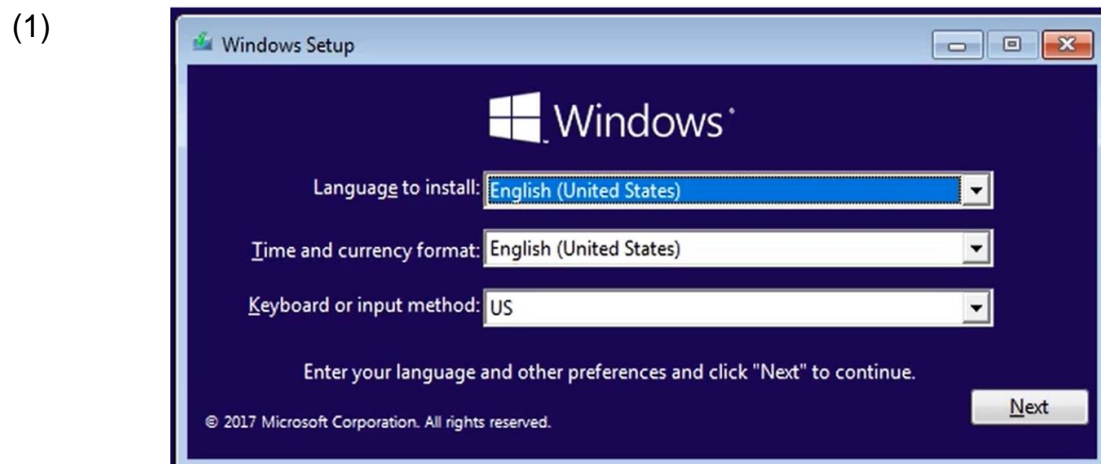 (1)
Windows Setup
Windows
Language to install: English (United States)
Time and currency format: English (United States)
Keyboard or input method: US
Enter your language and other preferences and click "Next" to continue.
Next
© 2017 Microsoft Corporation. All rights reserved.